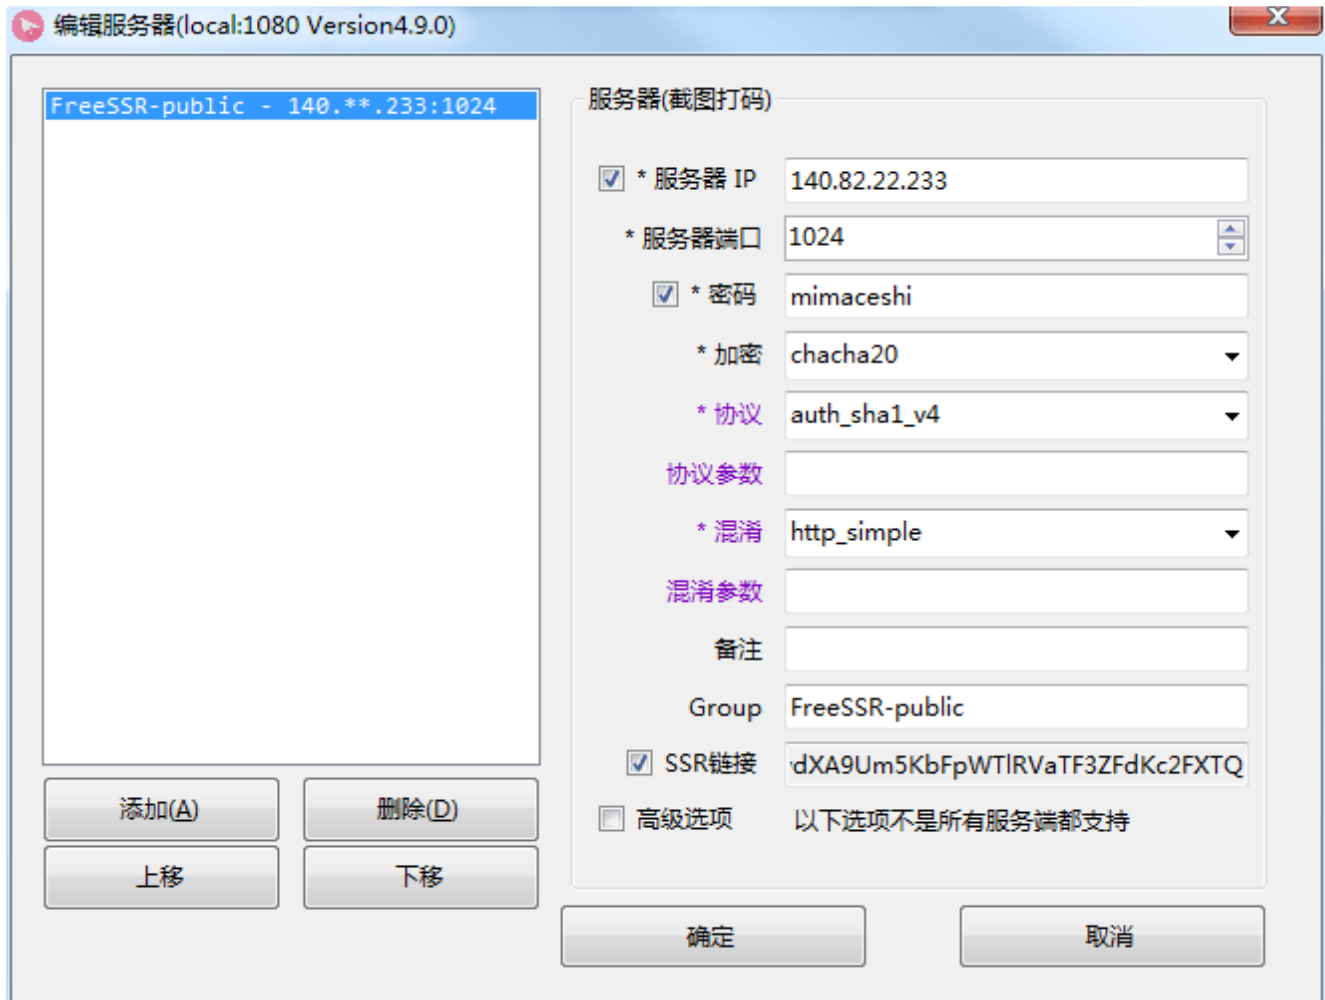 编辑服务器(local:1080 Version4.9.0)
FreeSSR-public - 140.**.233:1024
服务器(截图打码)
* 服务器 IP 140.82.22.233
* 服务器端口 1024
* 密码 mimaceshi
* 加密 chacha20
* 协议 auth_sha1_v4
协议参数
* 混淆 http_simple
混淆参数
备注
Group FreeSSR-public
SSR链接 dXA9Um5KbFpWTlRVaTF3ZFdKc2FXTQ
高级选项 以下选项不是所有服务端都支持
添加(A) 删除(D)
上移 下移
确定 取消